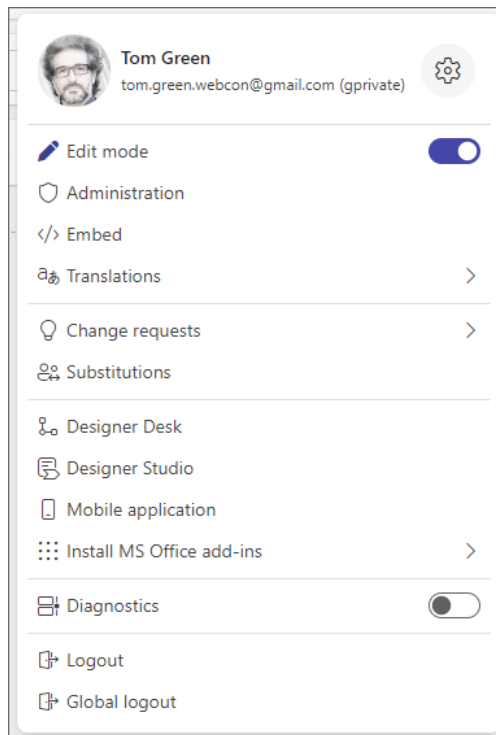 Tom Green
tom.green.webcon@gmail.com (gprivate)
Edit mode
Administration
Embed
Translations
Change requests
Substitutions
Designer Desk
Designer Studio
Mobile application
Install MS Office add-ins
Diagnostics
Logout
Global logout